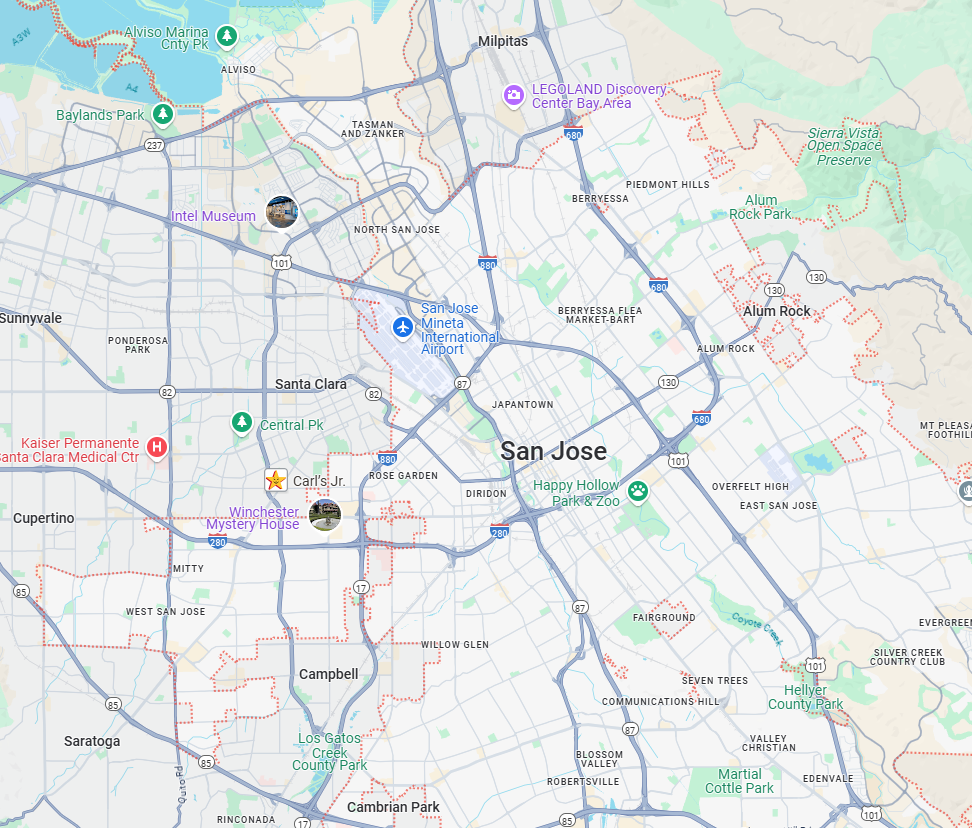 A3W
Alviso Marina
Cnty Pk
Milpitas
ALVISO
A4
LEGOLAND Discovery
Center Bay Area
Baylands Park
TASMAN
AND ZANKER
680
Sierra Vista
Open Space
Preserve
237
PIEDMONT HILLS
BERRYESSA
Alum
Rock Park
Intel Museum
NORTH SAN JOSE
101
880
130
130
680
San Jose
Mineta
International
Airport
BERRYESSA FLEA
MARKET-BART
Alum Rock
Sunnyvale
PONDEROSA
PARK
ALUM ROCK
Santa Clara
82
82
87
130
JAPANTOWN
680
Central Pk
MT PLEASA
FOOTHIL
Kaiser Permanente
Santa Clara Medical Ctr
San Jose
880
101
ROSE GARDEN
Carl's Jr.
DIRIDON
Happy Hollow
Park & Zoo
OVERFELT HIGH
EAST SAN JOSE
Cupertino
Winchester
Mystery House
280
280
MITTY
85
17
WEST SAN JOSE
87
FAIRGROUND
Coyote Creek
EVERGREEN
WILLOW GLEN
SILVER CREEK
COUNTRY CLUB
101
Campbell
SEVEN TREES
Hellyer
County Park
COMMUNICATIONS HILL
85
87
Saratoga
Los Gatos
Creek
County Park
VALLEY
CHRISTIAN
BLOSSOM
VALLEY
85
Martial
Cottle Park
EDENVALE
ROBERTSVILLE
Cambrian Park
RINCONADA
17
85
101